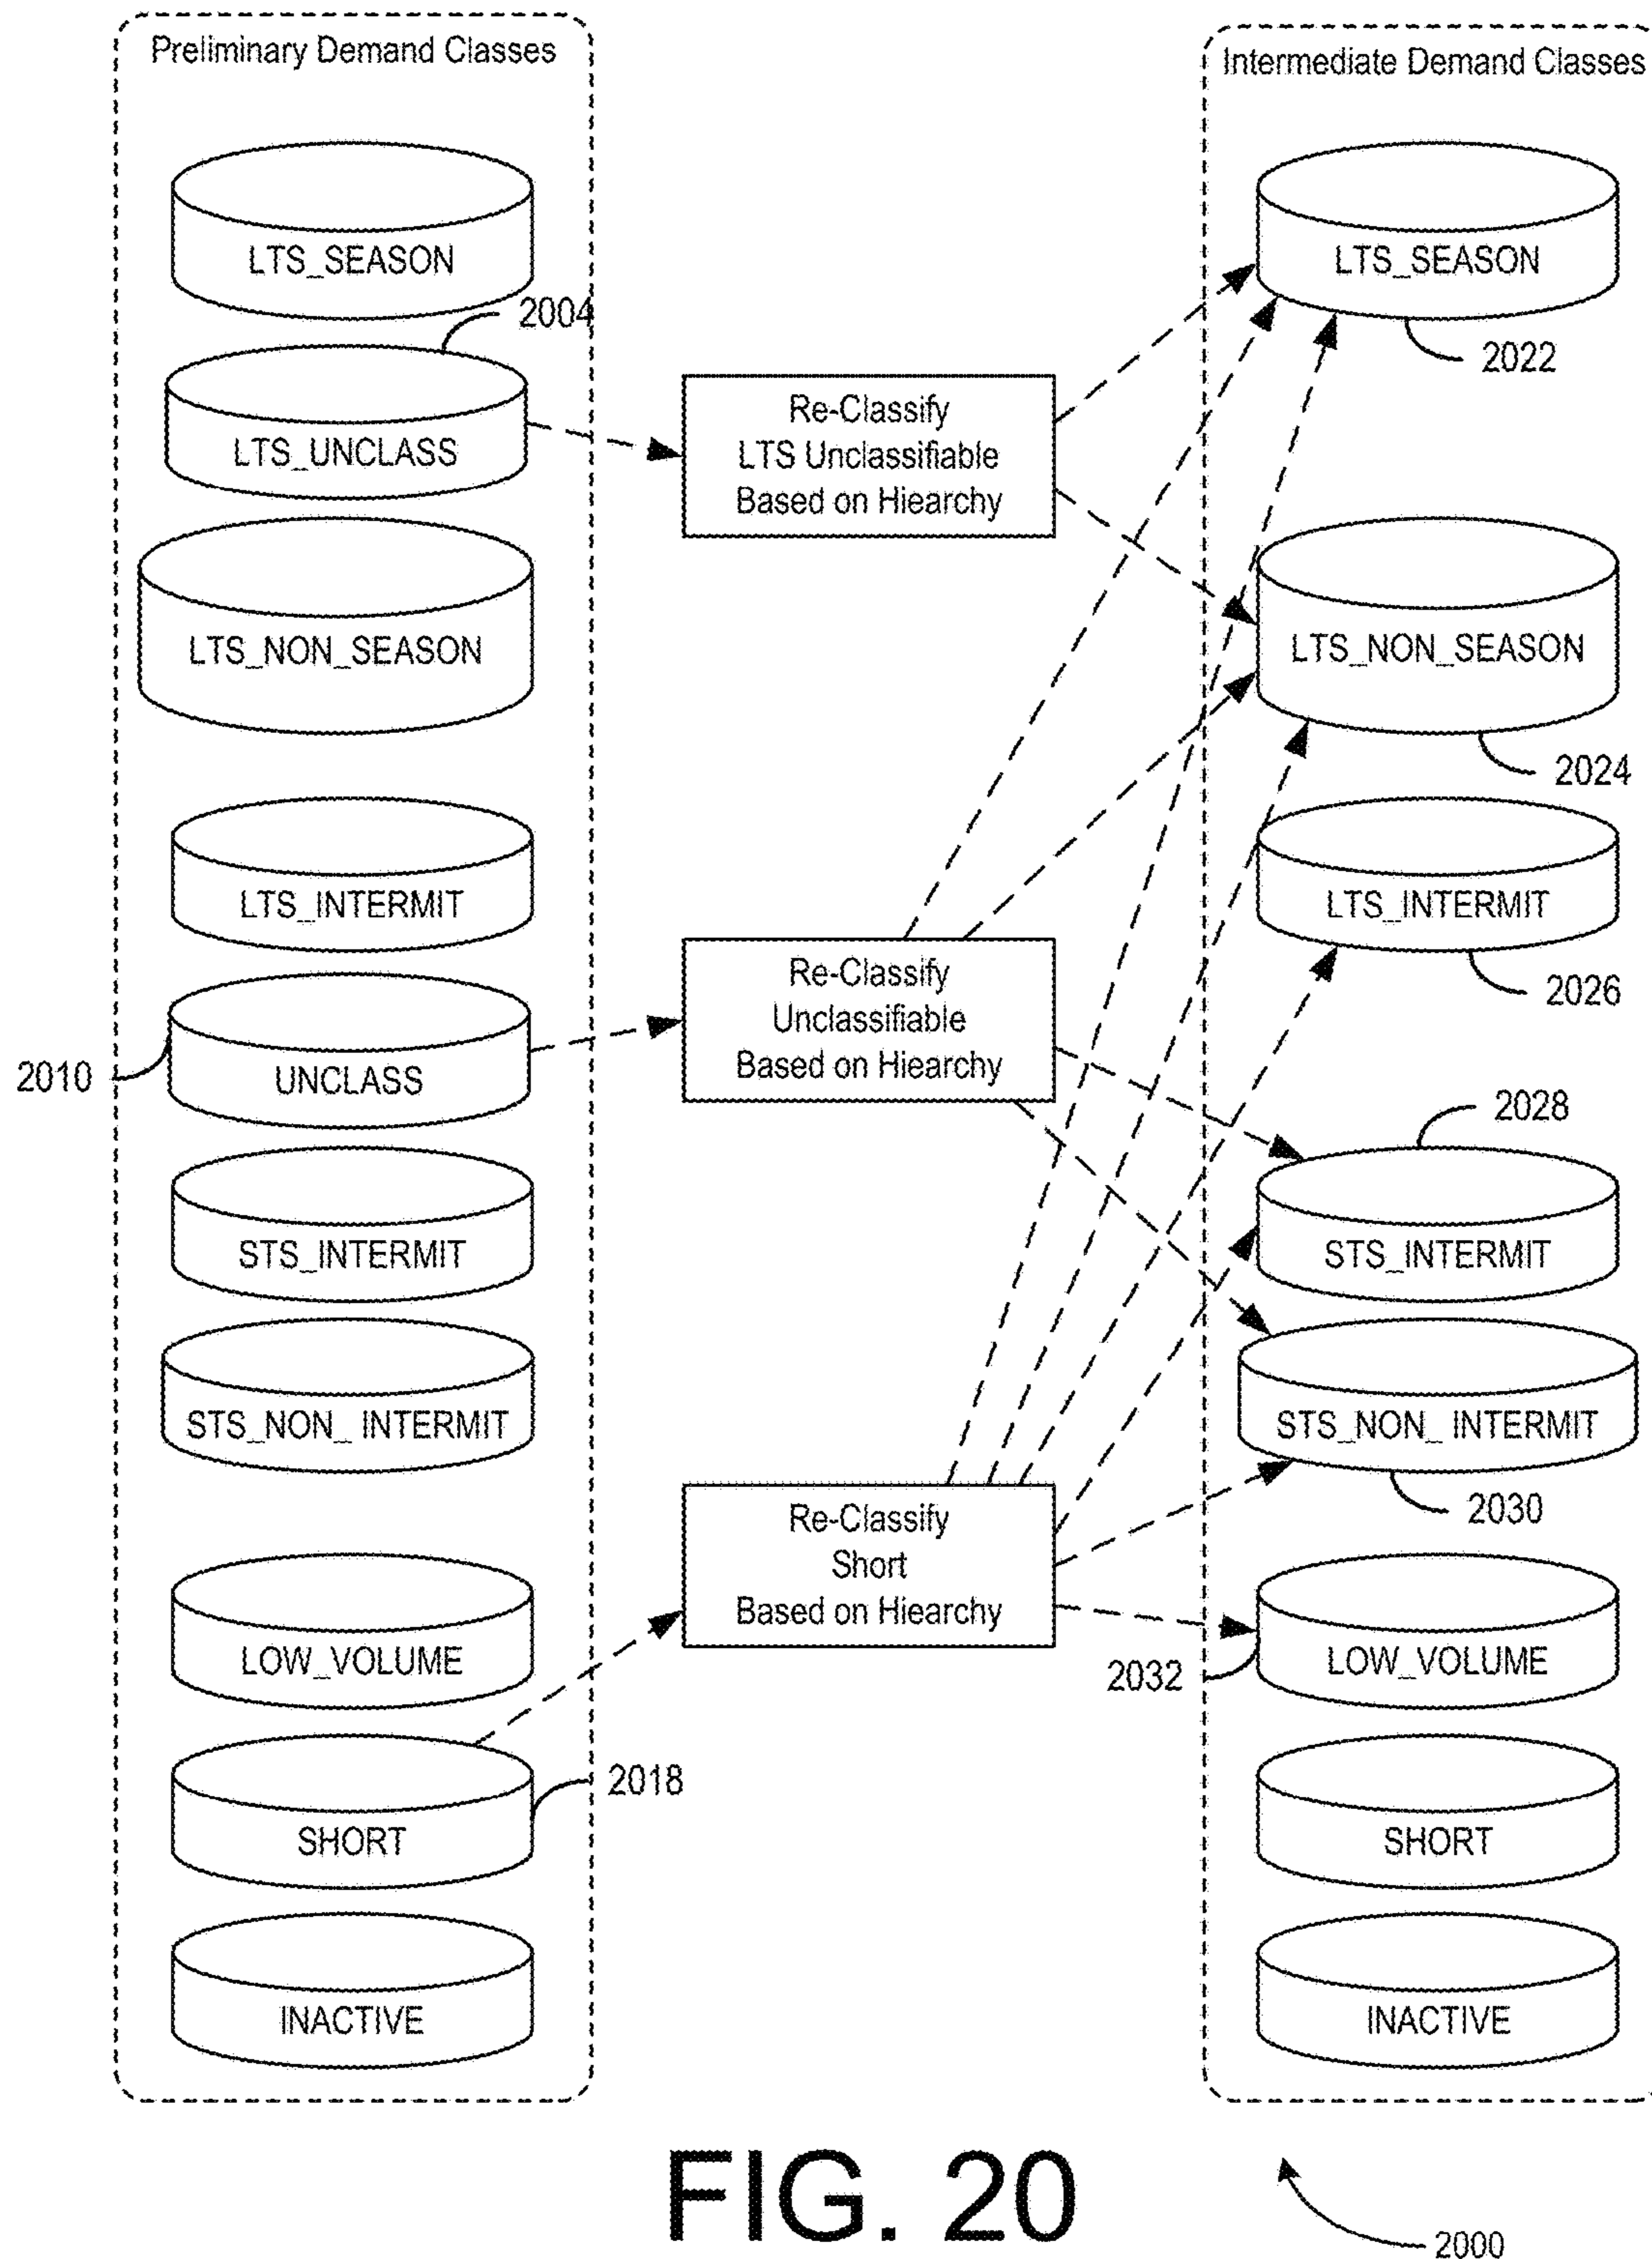 Preliminary Demand Classes
LTS_SEASON
2004
LTS_UNCLASS
LTS_NON_SEASON
LTS_INTERMIT
2010
UNCLASS
STS_INTERMIT
STS_NON_ INTERMIT
LOW_VOLUME
2018
SHORT
INACTIVE
Re-Classify
LTS Unclassifiable
Based on Hiearchy
Re-Classify
Unclassifiable
Based on Hiearchy
Re-Classify
Short
Based on Hiearchy
Intermediate Demand Classes
LTS_SEASON
2022
LTS_NON_SEASON
2024
LTS_INTERMIT
2026
2028
STS_INTERMIT
STS_NON_ INTERMIT
2030
2032
LOW_VOLUME
SHORT
INACTIVE
FIG. 20
2000